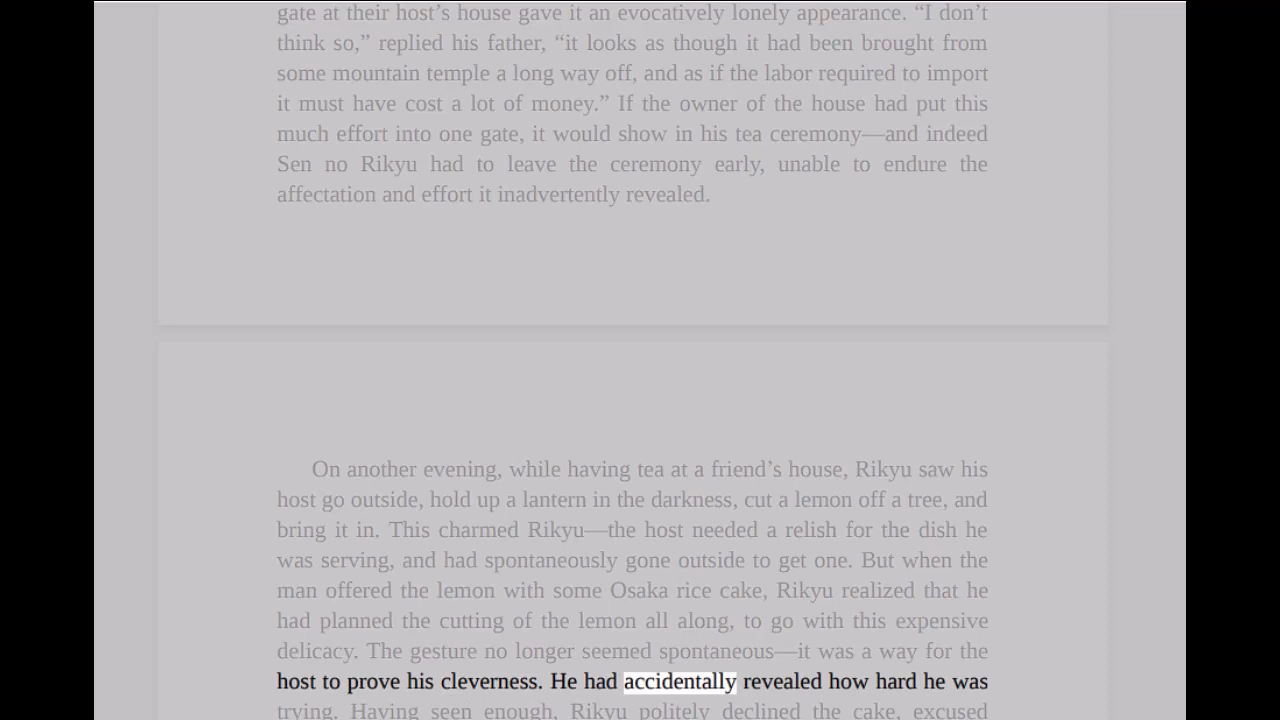 gate at their host’s house gave it an evocatively lonely appearance. “I don’t
think so,” replied his father, “it looks as though it had been brought from
some mountain temple a long way off, and as if the labor required to import
it must have cost a lot of money.” If the owner of the house had put this
much effort into one gate, it would show in his tea ceremony—and indeed
Sen no Rikyu had to leave the ceremony early, unable to endure the
affectation and effort it inadvertently revealed.
On another evening, while having tea at a friend’s house, Rikyu saw his
host go outside, hold up a lantern in the darkness, cut a lemon off a tree, and
bring it in. This charmed Rikyu—the host needed a relish for the dish he
was serving, and had spontaneously gone outside to get one. But when the
man offered the lemon with some Osaka rice cake, Rikyu realized that he
had planned the cutting of the lemon all along, to go with this expensive
delicacy. The gesture no longer seemed spontaneous—it was a way for the
host to prove his cleverness. He had accidentally revealed how hard he was
trying. Having seen enough, Rikyu politely declined the cake, excused